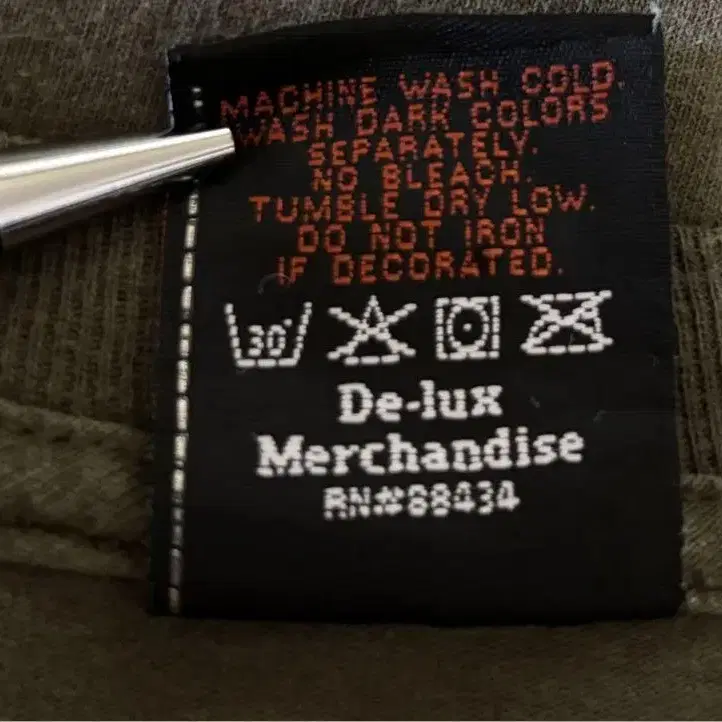 MACHINE WASH COLD.
WASH DARK COLORS
SEPARATELY.
NO BLEACH.
TUMBLE DRY LOW.
DO NOT IRON
IF DECORATED.
30°
De-lux
Merchandise
RN#88434